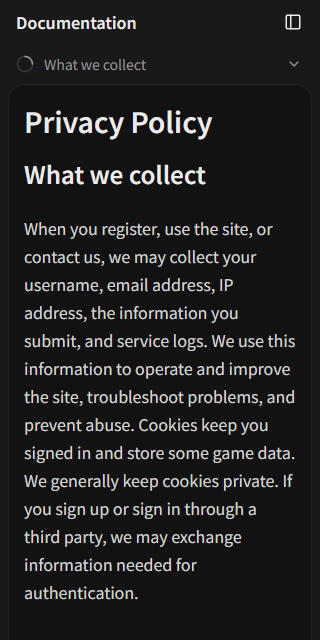 Documentation
What we collect
Privacy Policy
What we collect
When you register, use the site, or
contact us, we may collect your
username, email address, IP
address, the information you
submit, and service logs. We use this
information to operate and improve
the site, troubleshoot problems, and
prevent abuse. Cookies keep you
signed in and store some game data.
We generally keep cookies private. If
you sign up or sign in through a
third party, we may exchange
information needed for
authentication.